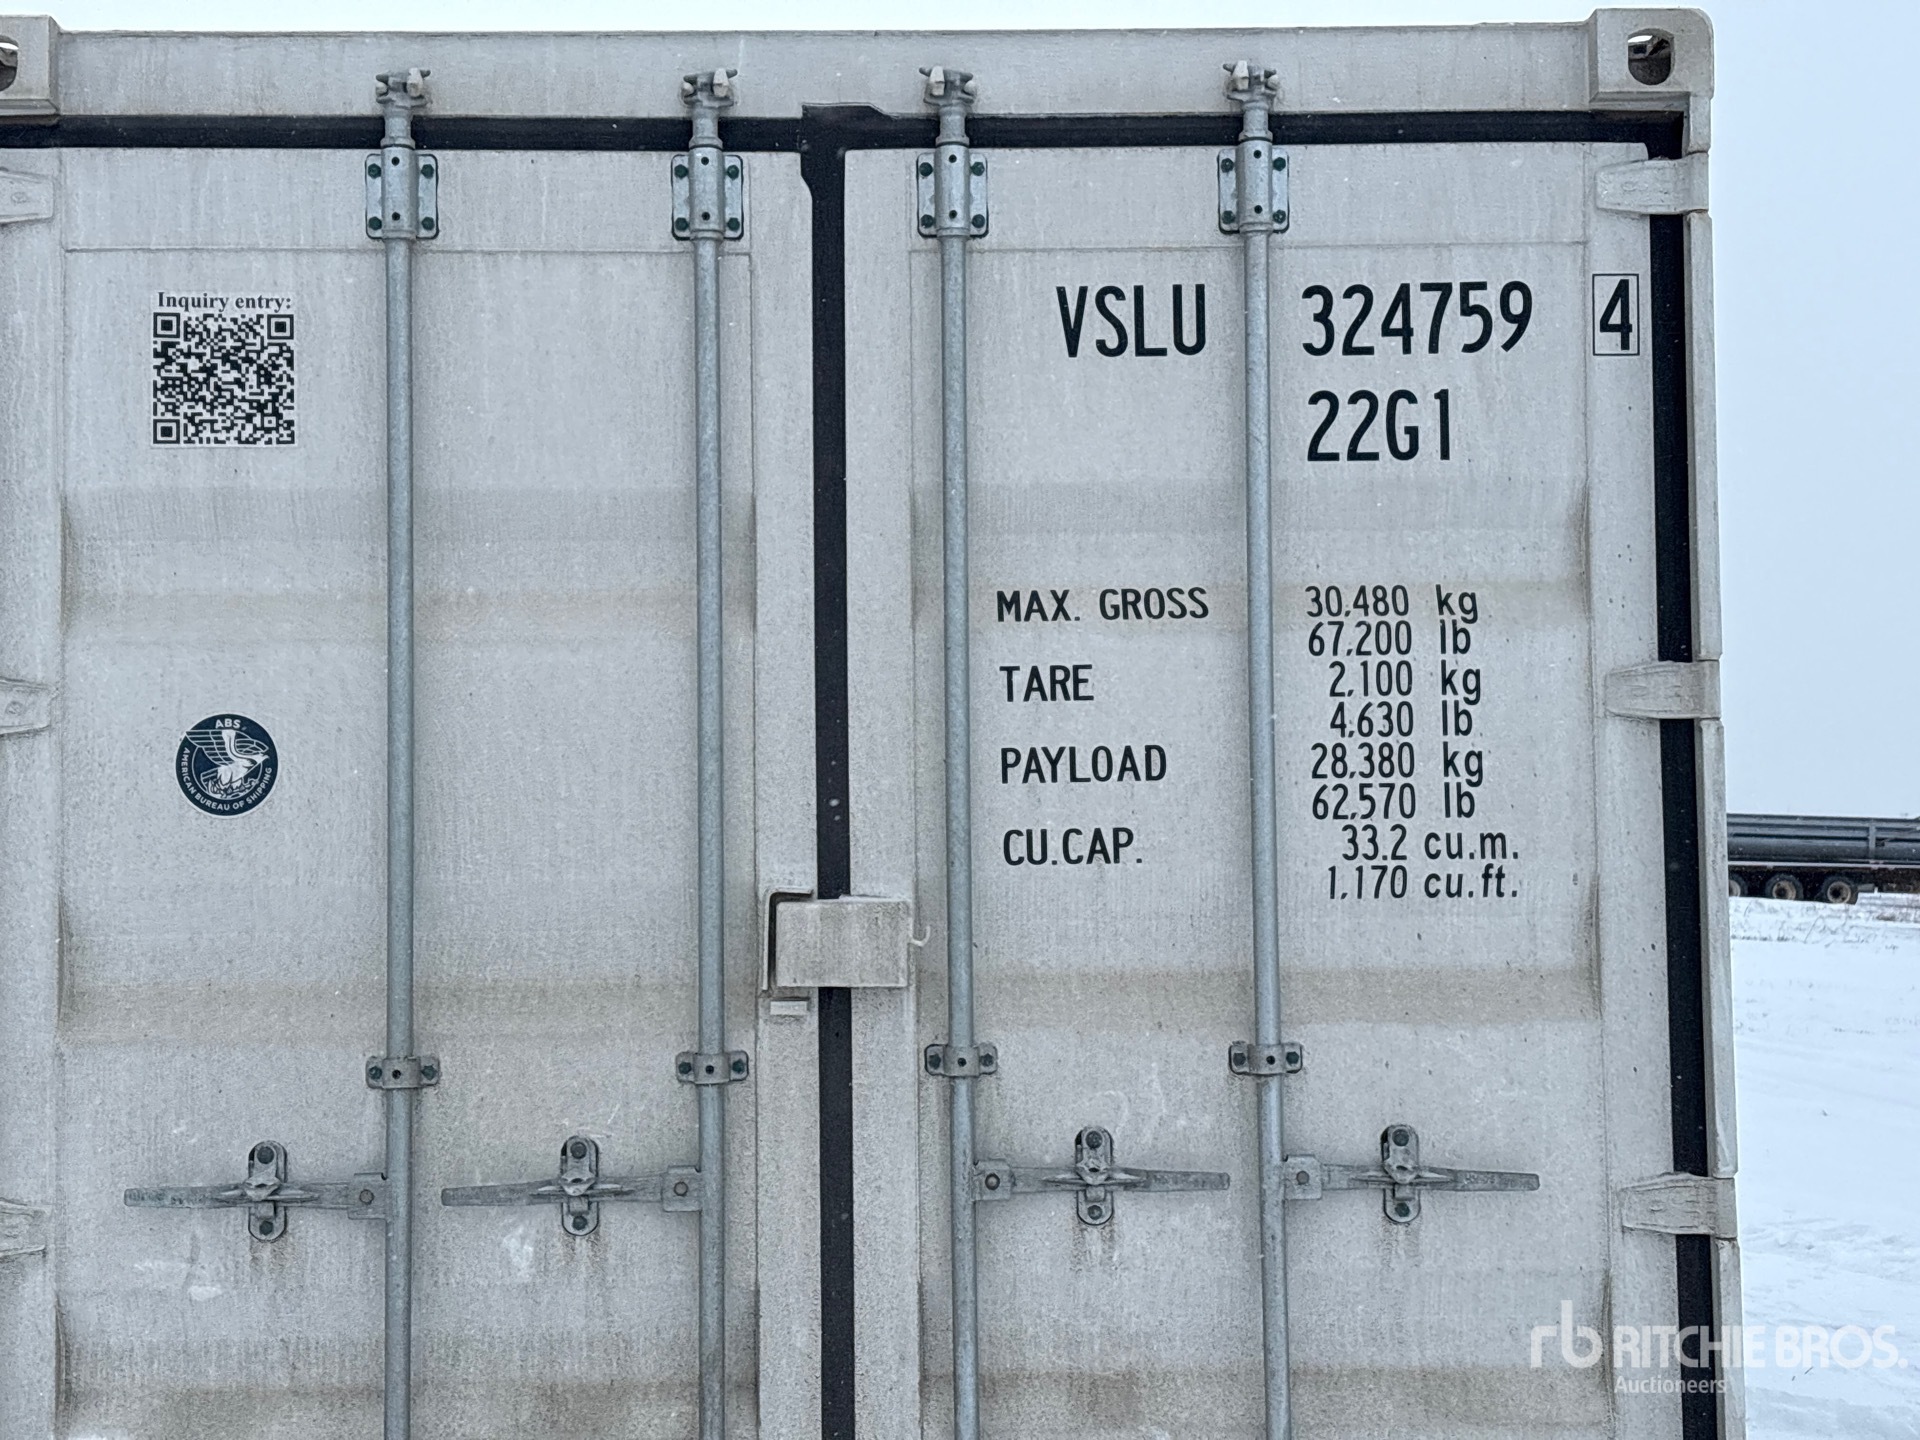 Inquiry entry:
VSLU 324759 4
22G1
MAX. GROSS 30,480 kg
67,200 lb
TARE 2,100 kg
4,630 lb
PAYLOAD 28,380 kg
62,570 lb
CU.CAP. 33.2 cu.m.
1,170 cu.ft.
ABS
AMERICAN BUREAU OF SHIPPING
rb RITCHIE BROS.
Auctioneers